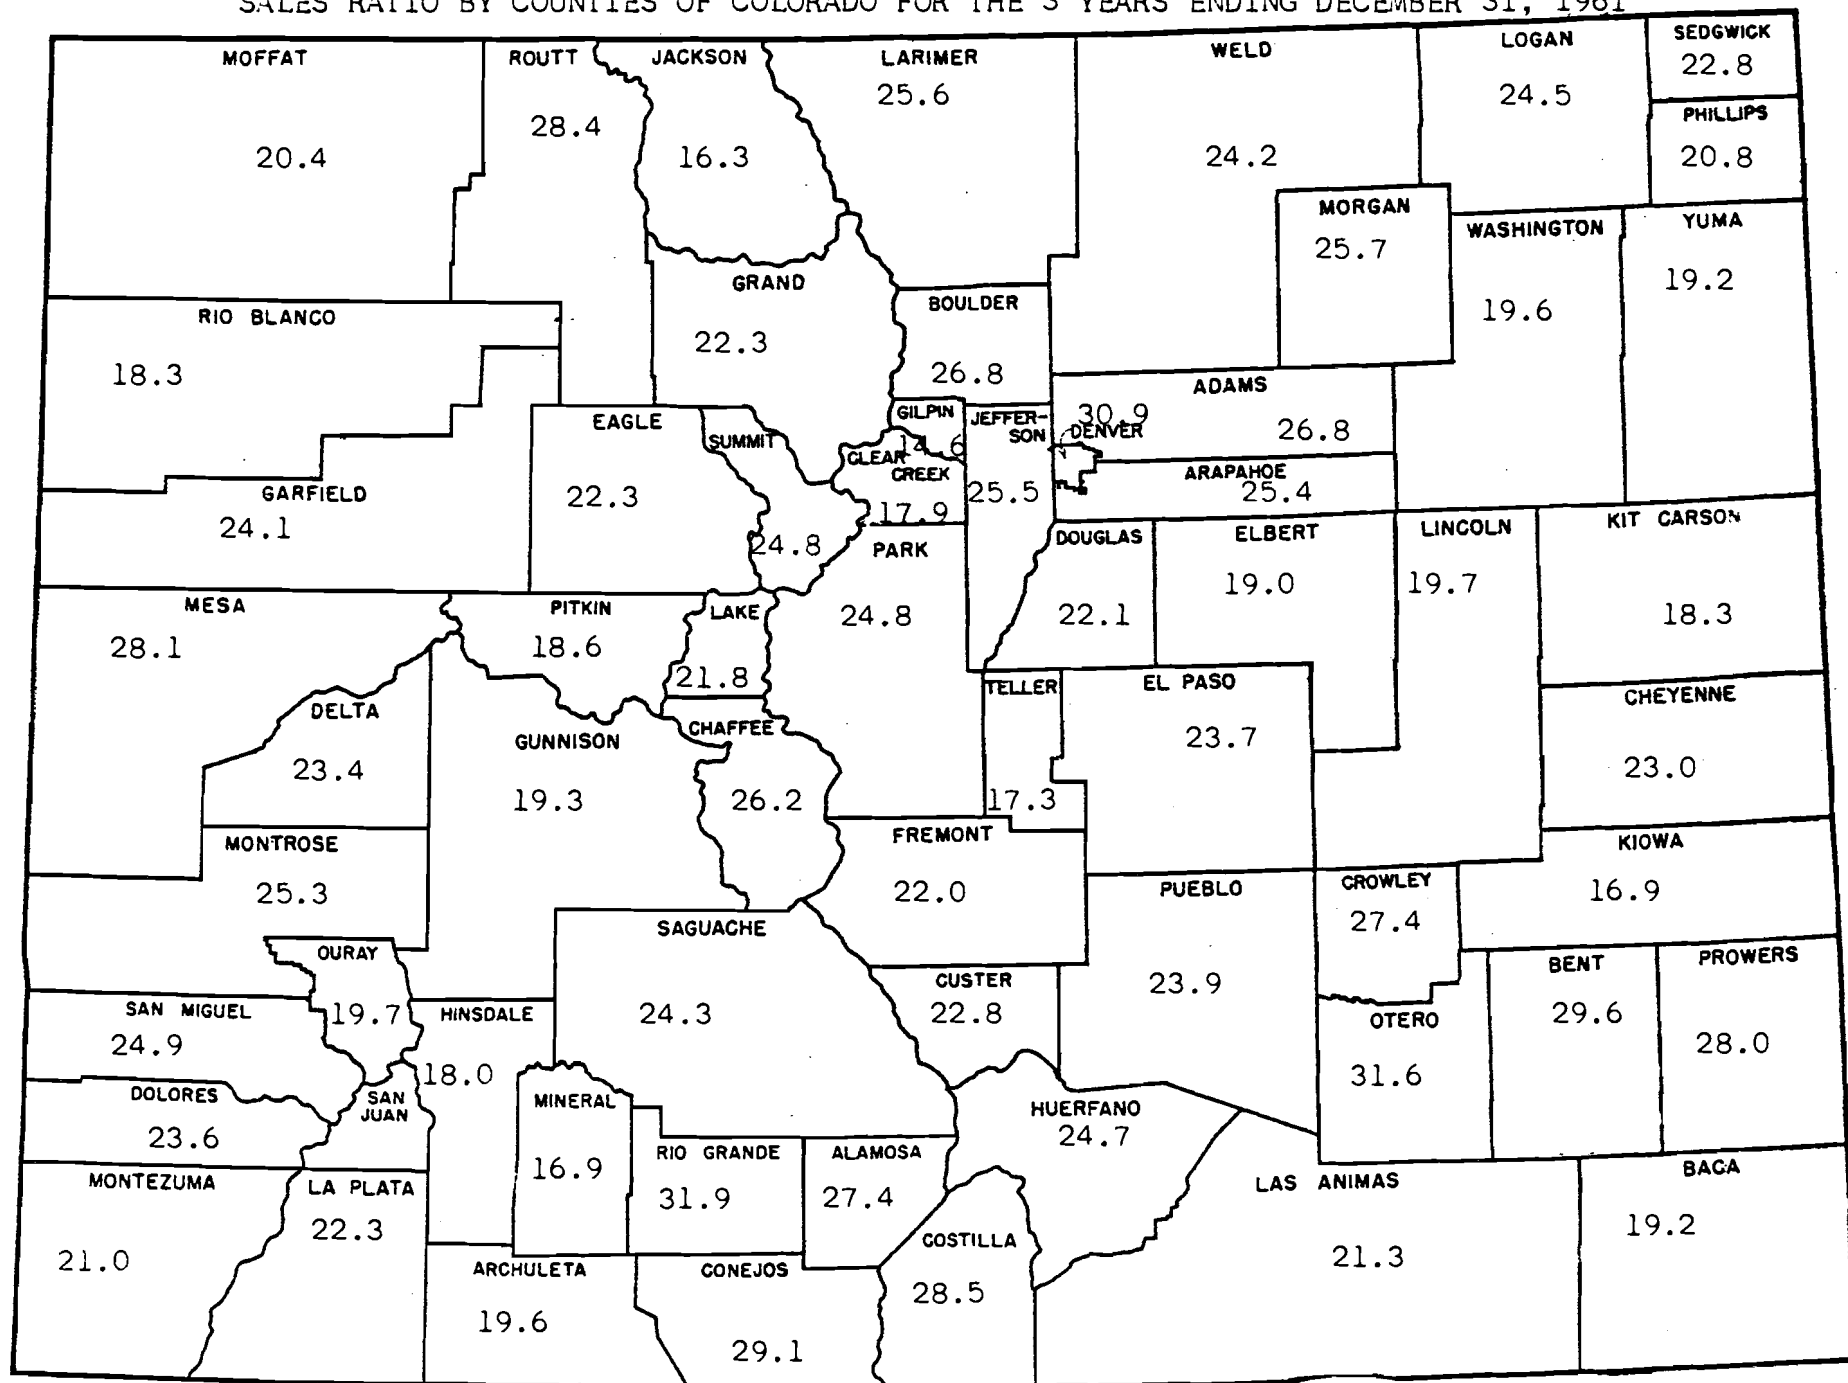 SALES RATIO BY COUNTIES OF COLORADO FOR THE 3 YEARS ENDING DECEMBER 31, 1961
MOFFAT
20.4
ROUTT
28.4
JACKSON
16.3
LARIMER
25.6
WELD
24.2
LOGAN
24.5
SEDGWICK
22.8
PHILLIPS
20.8
MORGAN
25.7
WASHINGTON
19.6
YUMA
19.2
RIO BLANCO
18.3
GRAND
22.3
BOULDER
26.8
ADAMS
26.8
GILPIN
14.6
JEFFER-
SON
25.5
30.9
DENVER
ARAPAHOE
25.4
EAGLE
22.3
SUMMIT
24.8
CLEAR
CREEK
17.9
GARFIELD
24.1
PARK
24.8
DOUGLAS
22.1
ELBERT
19.0
LINCOLN
19.7
KIT CARSON
18.3
MESA
28.1
PITKIN
18.6
LAKE
21.8
TELLER
17.3
EL PASO
23.7
CHEYENNE
23.0
DELTA
23.4
GUNNISON
19.3
CHAFFEE
26.2
FREMONT
22.0
KIOWA
16.9
MONTROSE
25.3
PUEBLO
23.9
CROWLEY
27.4
OURAY
19.7
SAGUACHE
24.3
CUSTER
22.8
BENT
29.6
PROWERS
28.0
SAN MIGUEL
24.9
HINSDALE
18.0
OTERO
31.6
DOLORES
23.6
SAN
JUAN
MINERAL
16.9
RIO GRANDE
31.9
ALAMOSA
27.4
HUERFANO
24.7
MONTEZUMA
21.0
LA PLATA
22.3
LAS ANIMAS
21.3
BACA
19.2
ARCHULETA
19.6
CONEJOS
29.1
COSTILLA
28.5